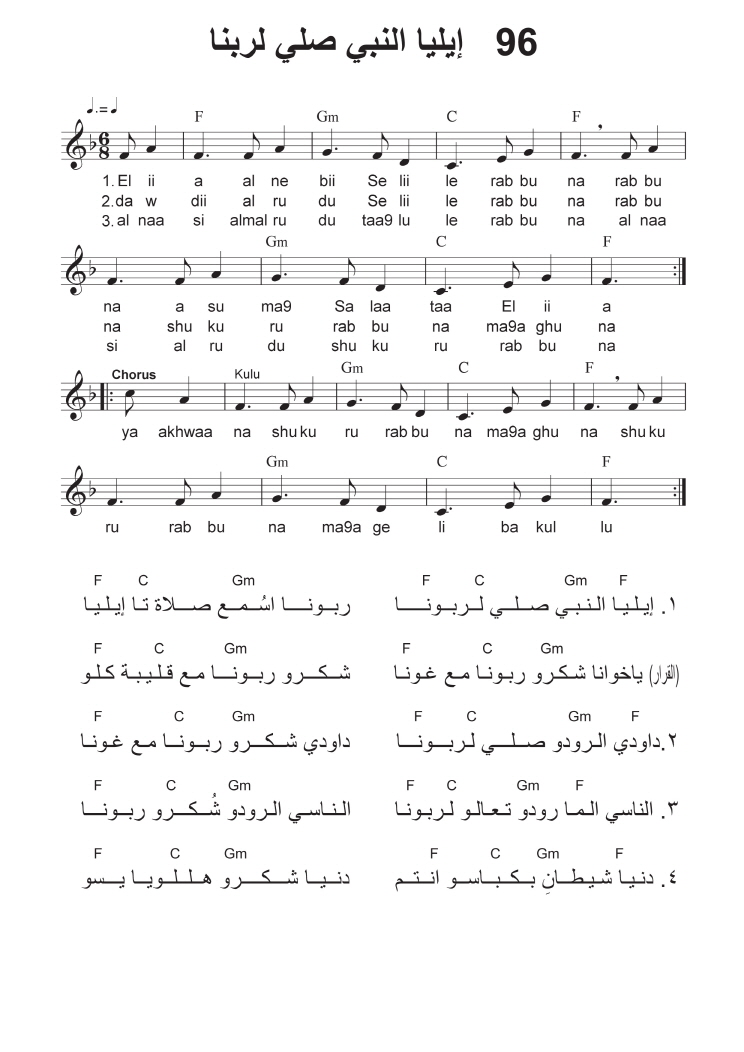 96 إيليا النبي صلي لربنا
F Gm C F
1. El ii a al ne bii Se lii le rab bu na rab bu
2. da w dii al ru du Se lii le rab bu na rab bu
3. al naa si almal ru du taa9 lu le rab bu na al naa
Gm C F
na a su ma9 Sa laa taa El ii a
na shu ku ru rab bu na ma9a ghu na
si al ru du shu ku ru rab bu na
Chorus Kulu Gm C F
ya akhwaa na shu ku ru rab bu na ma9a ghu na shu ku
Gm C F
ru rab bu na ma9a ge li ba kul lu
F C Gm F C Gm F
١. إيليا النبي صلي لربونا ربونا اسُمع صلاة تا إيليا
F C Gm F C Gm
(القرار) ياخوانا شكرو ربونا مع غونا شكرو ربونا مع قليبة كلو
F C Gm F C Gm F
٢.داودي الرودو صلي لربونا داودي شكرو ربونا مع غونا
F C Gm F C Gm F
٣. الناسي الما رودو تعالو لربونا الناسي الرودو شُكرو ربونا
F C Gm F C Gm F
٤. دنيا شيطانِ بكباسو انتم دنيا شكرو هللويا يسو